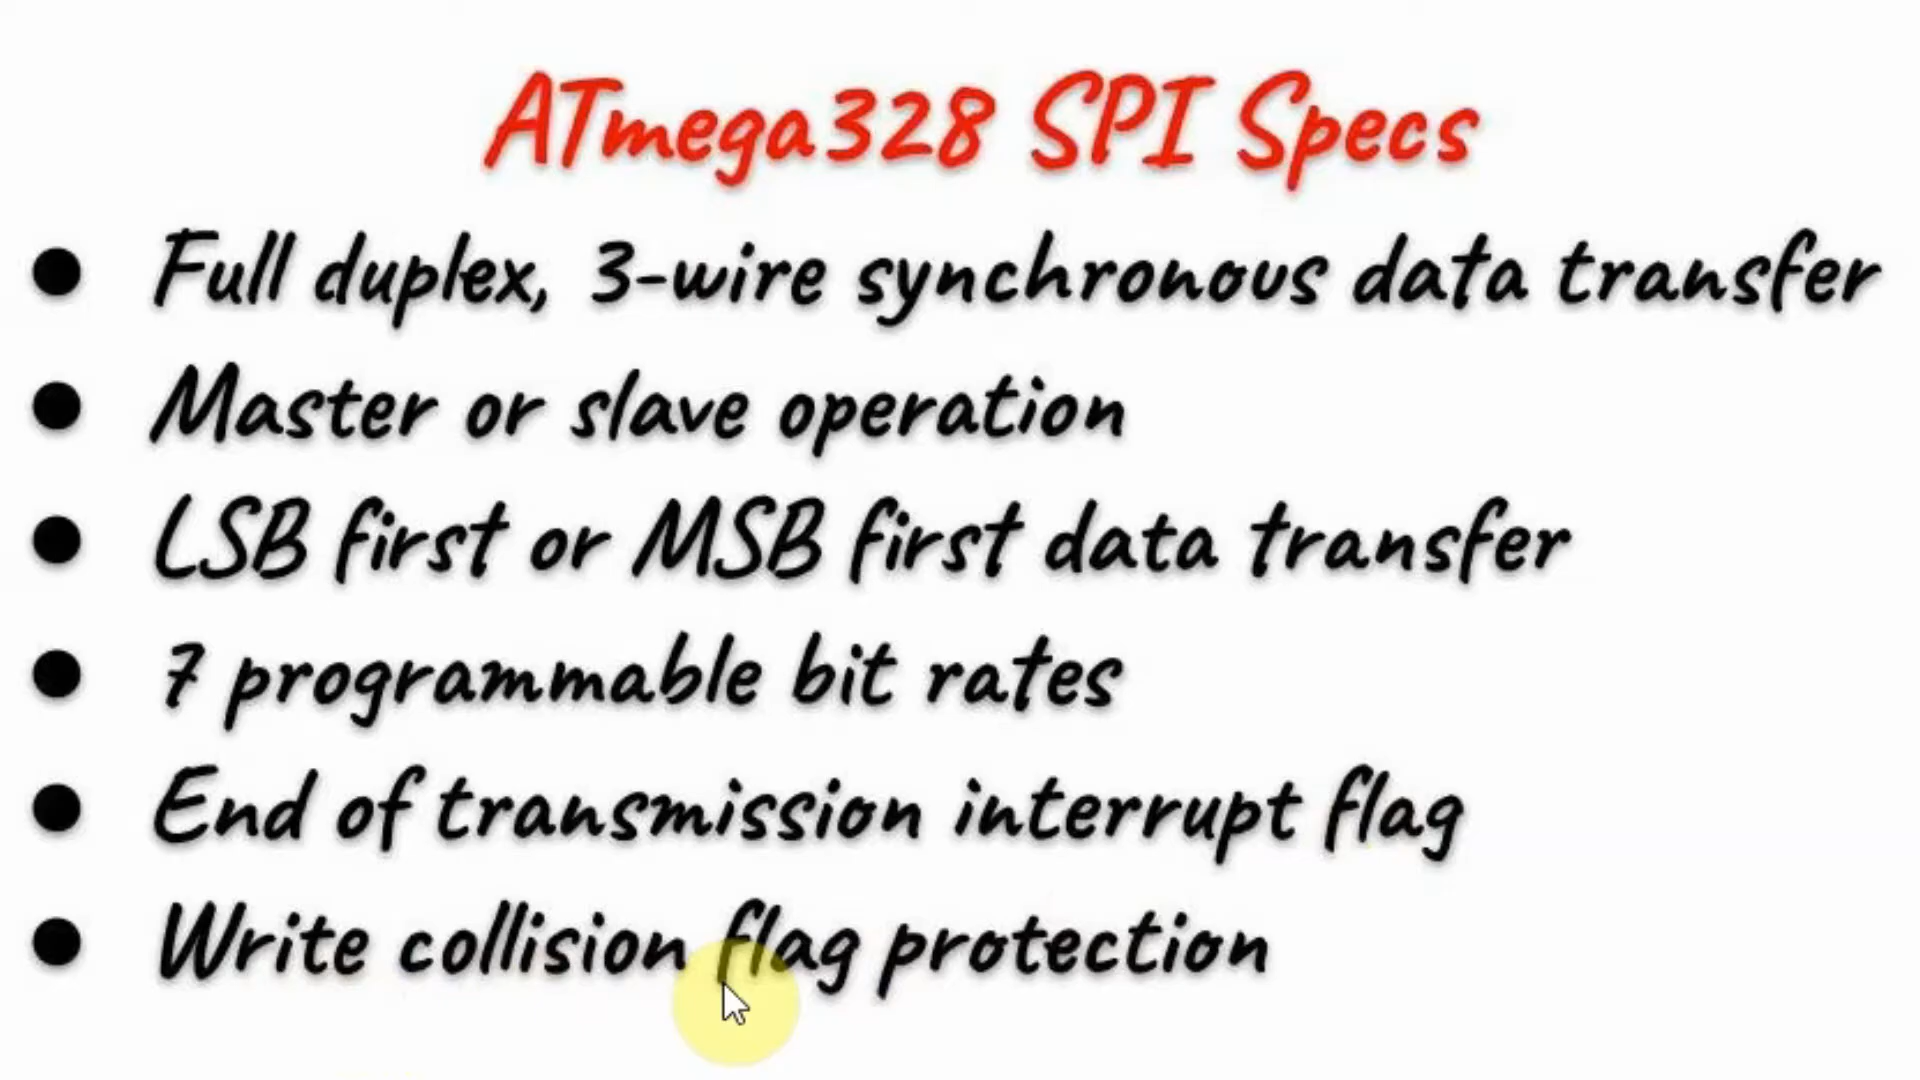 ATmega328 SPI Specs
● Full duplex, 3-wire synchronous data transfer
● Master or slave operation
● LSB first or MSB first data transfer
● 7 programmable bit rates
● End of transmission interrupt flag
● Write collision flag protection